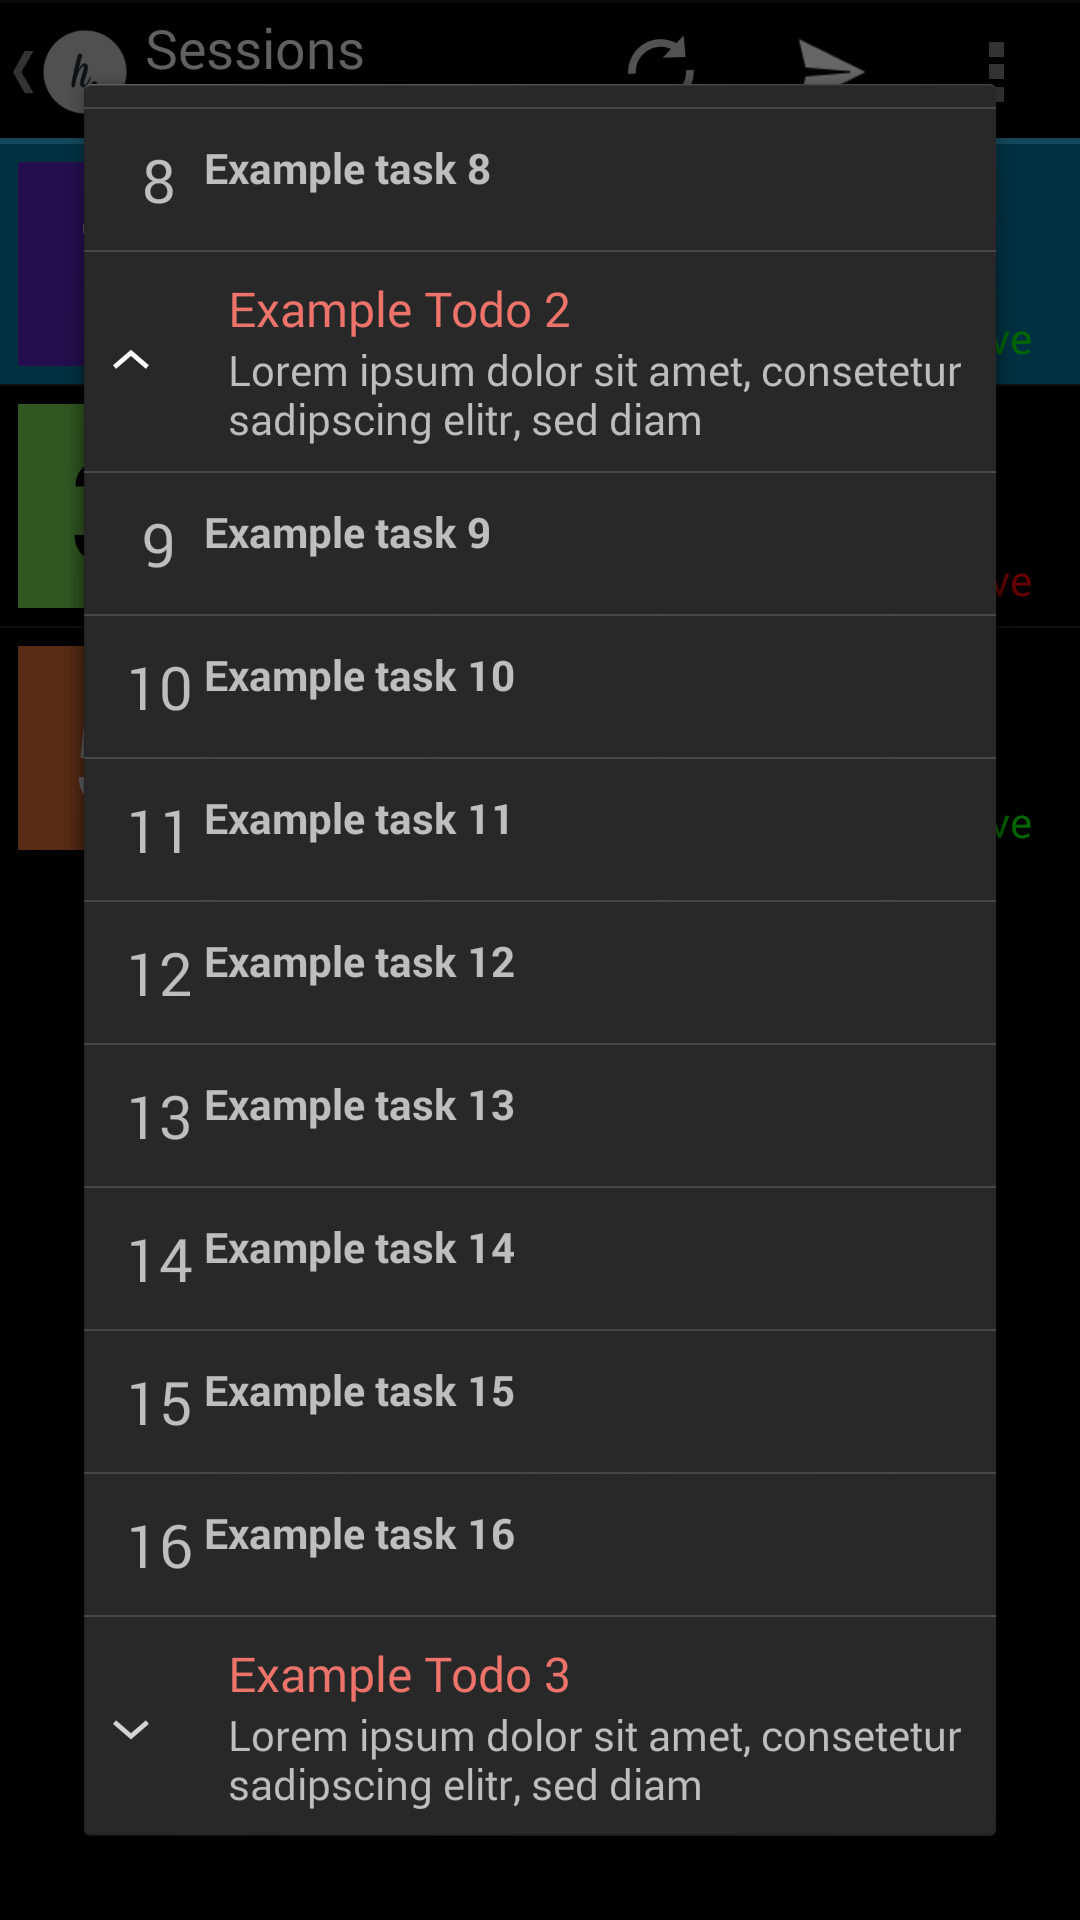 Sessions
h.
8 Example task 8
Example Todo 2
Lorem ipsum dolor sit amet, consetetur
sadipscing elitr, sed diam
9 Example task 9
10 Example task 10
11 Example task 11
12 Example task 12
13 Example task 13
14 Example task 14
15 Example task 15
16 Example task 16
Example Todo 3
Lorem ipsum dolor sit amet, consetetur
sadipscing elitr, sed diam